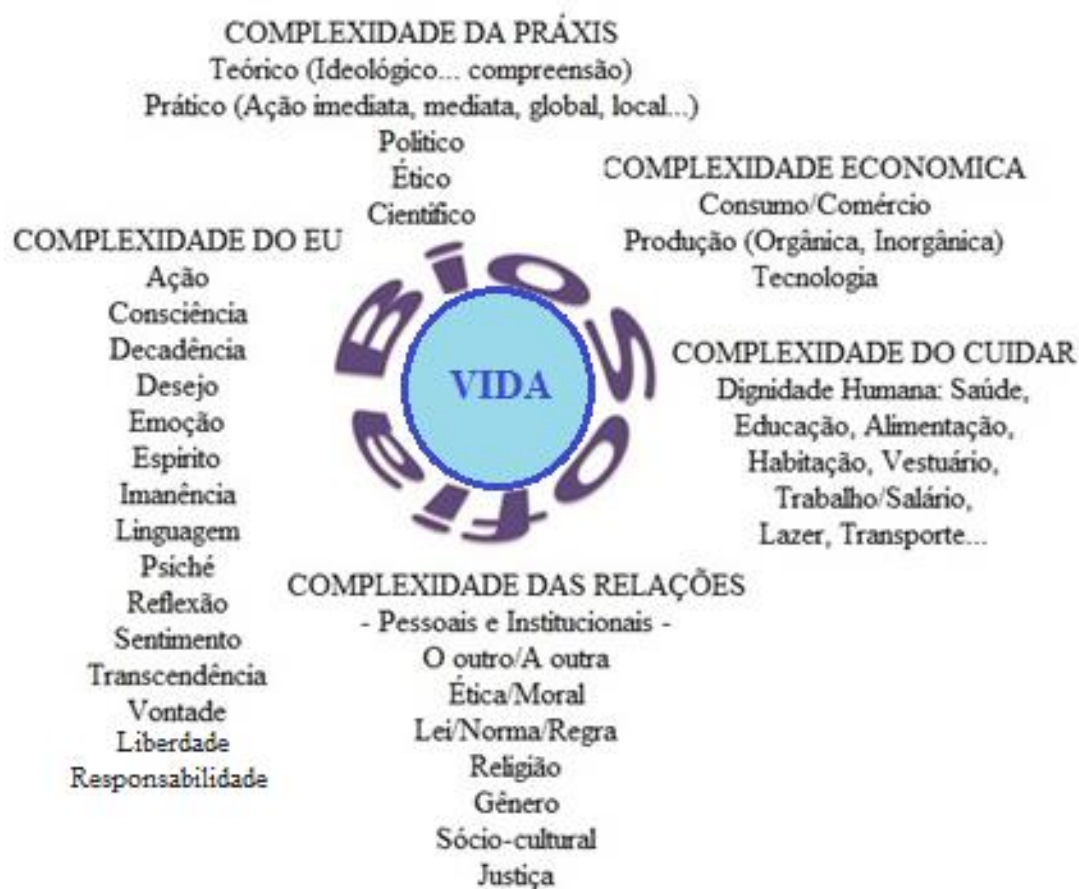 COMPLEXIDADE DA PRÁXIS
Teórico (Ideológico... compreensão)
Prático (Ação imediata, mediata, global, local...)
Politico
Ético
Científico
COMPLEXIDADE ECONOMICA
Consumo/Comércio
Produção (Orgânica, Inorgânica)
Tecnologia
COMPLEXIDADE DO EU
Ação
Consciência
Decadência
Desejo
Emoção
Espirito
Imanência
Linguagem
Psiché
Reflexão
Sentimento
Transcendência
Vontade
Liberdade
Responsabilidade
BíOSOfia
VIDA
COMPLEXIDADE DO CUIDAR
Dignidade Humana: Saúde,
Educação, Alimentação,
Habitação, Vestuário,
Trabalho/Salário,
Lazer, Transporte...
COMPLEXIDADE DAS RELAÇÕES
- Pessoais e Institucionais -
O outro/A outra
Ética/Moral
Lei/Norma/Regra
Religião
Gênero
Sócio-cultural
Justiça